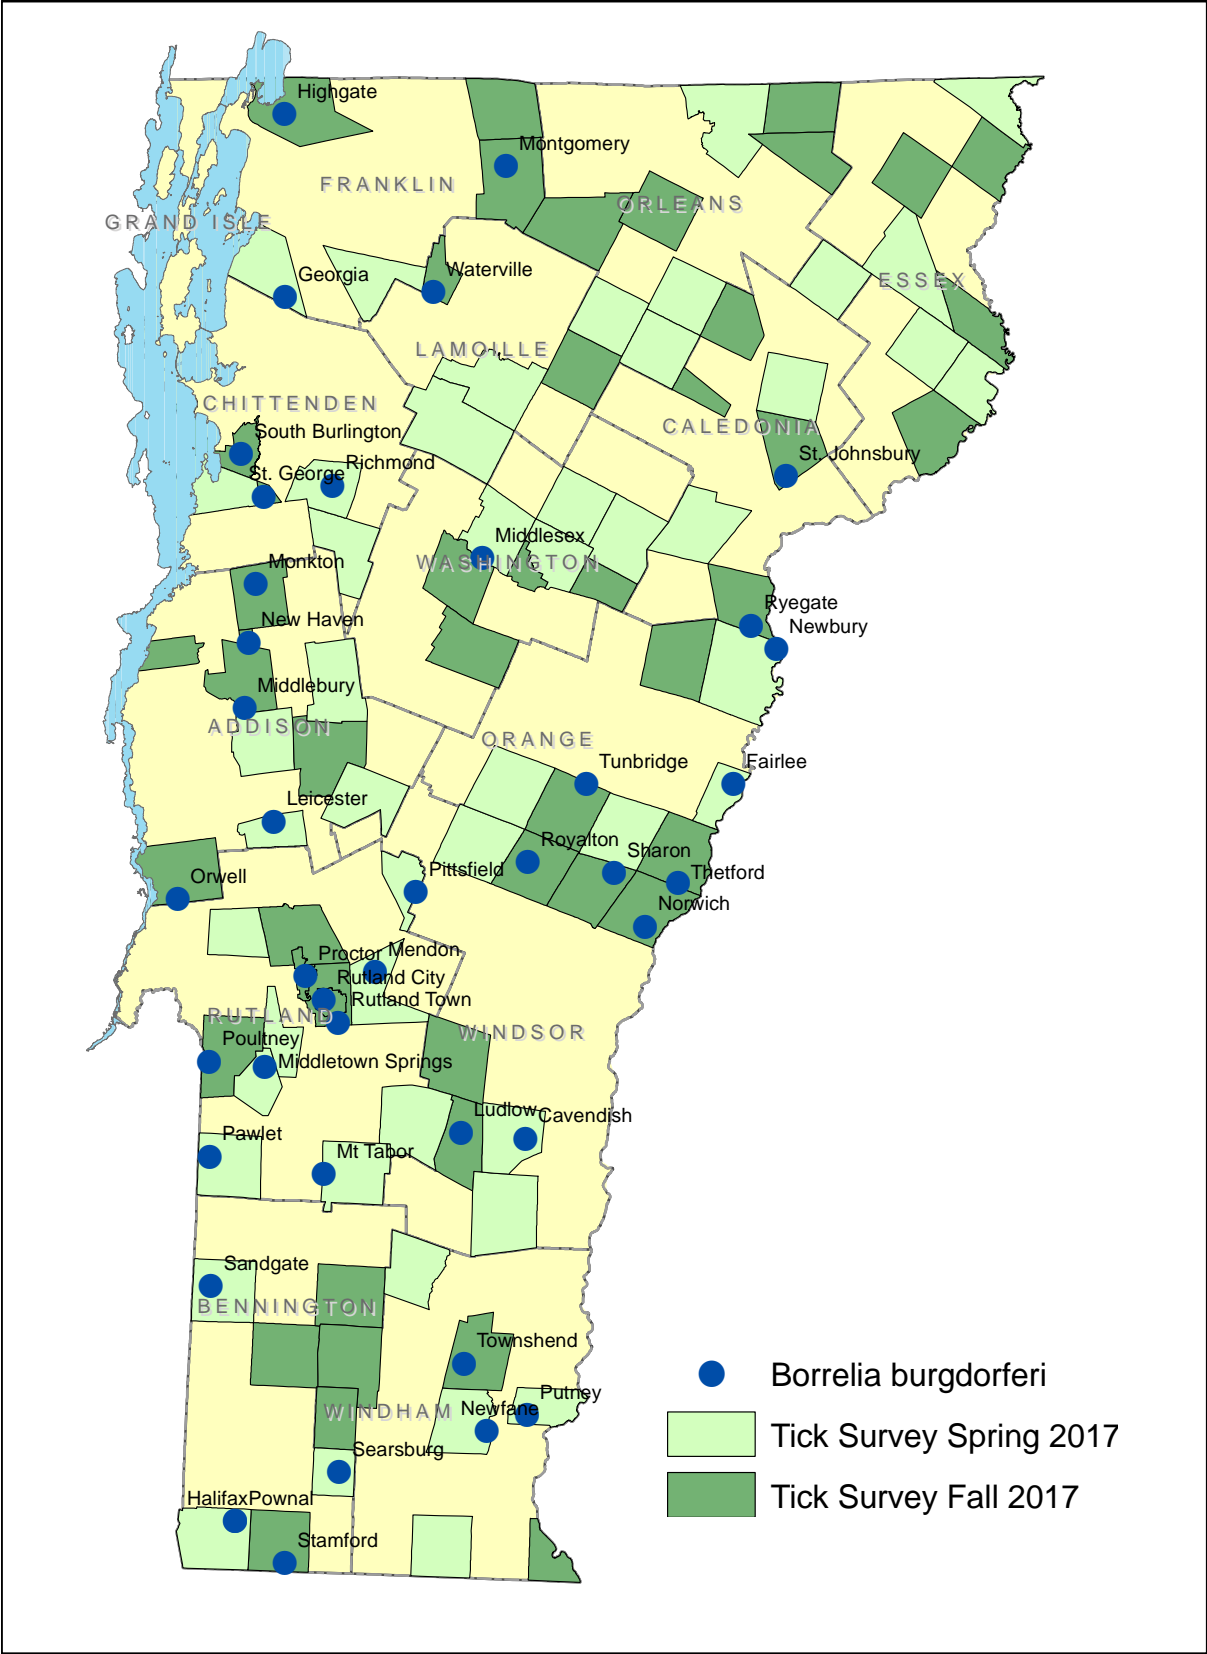 Highgate
Montgomery
FRANKLIN
ORLEANS
GRAND ISLE
Georgia
Waterville
ESSEX
LAMOILLE
CHITTENDEN
CALEDONIA
South Burlington
St. Johnsbury
St. George
Richmond
Middlesex
WASHINGTON
Monkton
Ryegate
New Haven
Newbury
Middlebury
ADDISON
ORANGE
Tunbridge
Fairlee
Leicester
Royalton
Sharon
Pittsfield
Thetford
Orwell
Norwich
Proctor
Mendon
Rutland City
Rutland Town
RUTLAND
WINDSOR
Poultney
Middletown Springs
Ludlow
Cavendish
Pawlet
Mt Tabor
Sandgate
BENNINGTON
Townshend
Borrelia burgdorferi
Putney
Newfane
WINDHAM
Tick Survey Spring 2017
Searsburg
Tick Survey Fall 2017
Halifax
Pownal
Stamford